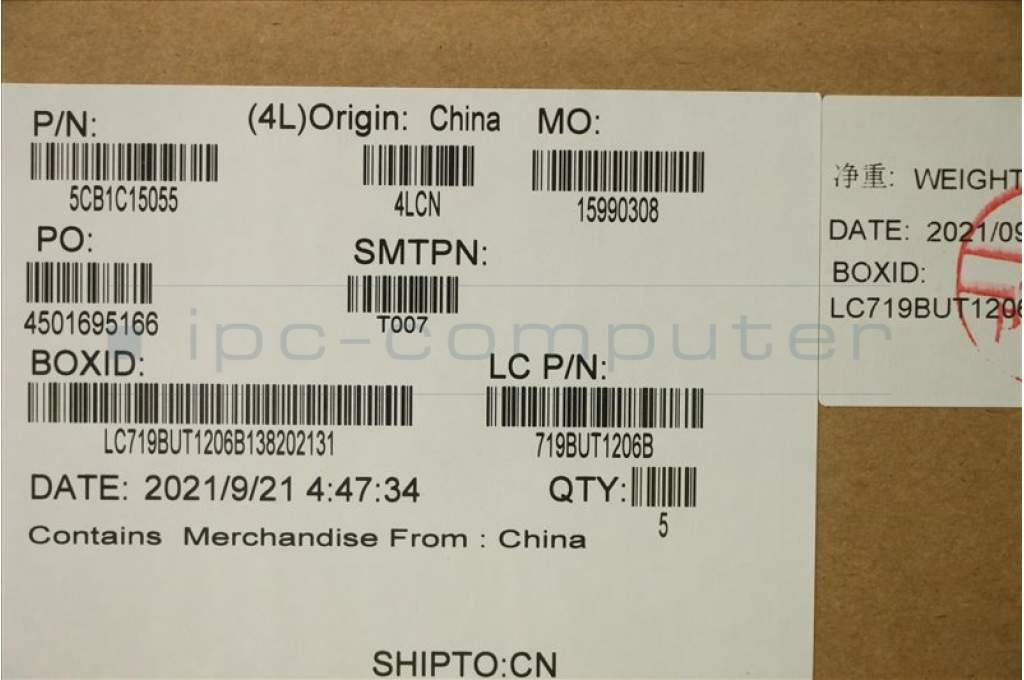 P/N: (4L)Origin: China MO:
5CB1C15055 4LCN 15990308
PO: SMTPN:
4501695166 T007
BOXID: LC P/N:
LC719BUT1206B138202131 719BUT1206B
DATE: 2021/9/21 4:47:34 QTY:
5
Contains Merchandise From : China
SHIPTO:CN
净重: WEIGHT
DATE: 2021/09
BOXID:
LC719BUT1206
ipc-computer